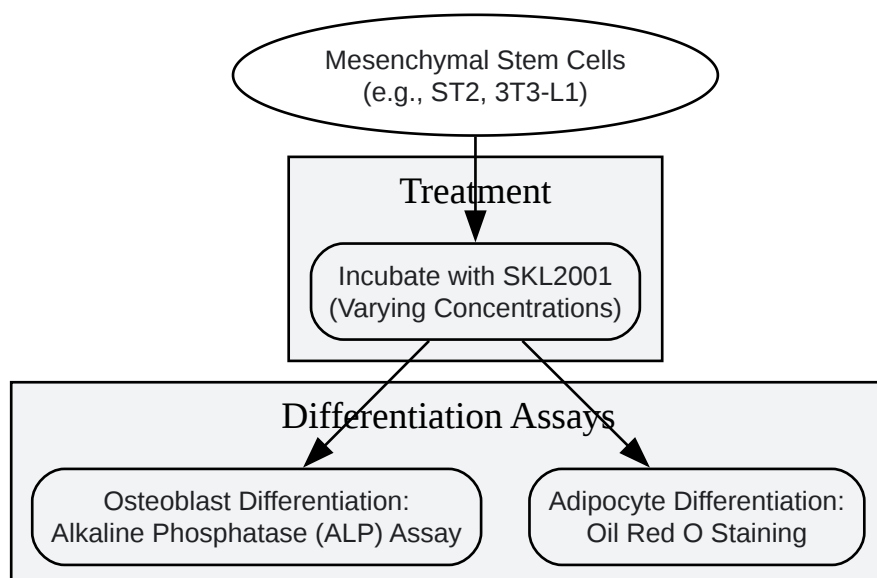 Mesenchymal Stem Cells
(e.g., ST2, 3T3-L1)
Treatment
Incubate with SKL2001
(Varying Concentrations)
Differentiation Assays
Osteoblast Differentiation:
Alkaline Phosphatase (ALP) Assay
Adipocyte Differentiation:
Oil Red O Staining